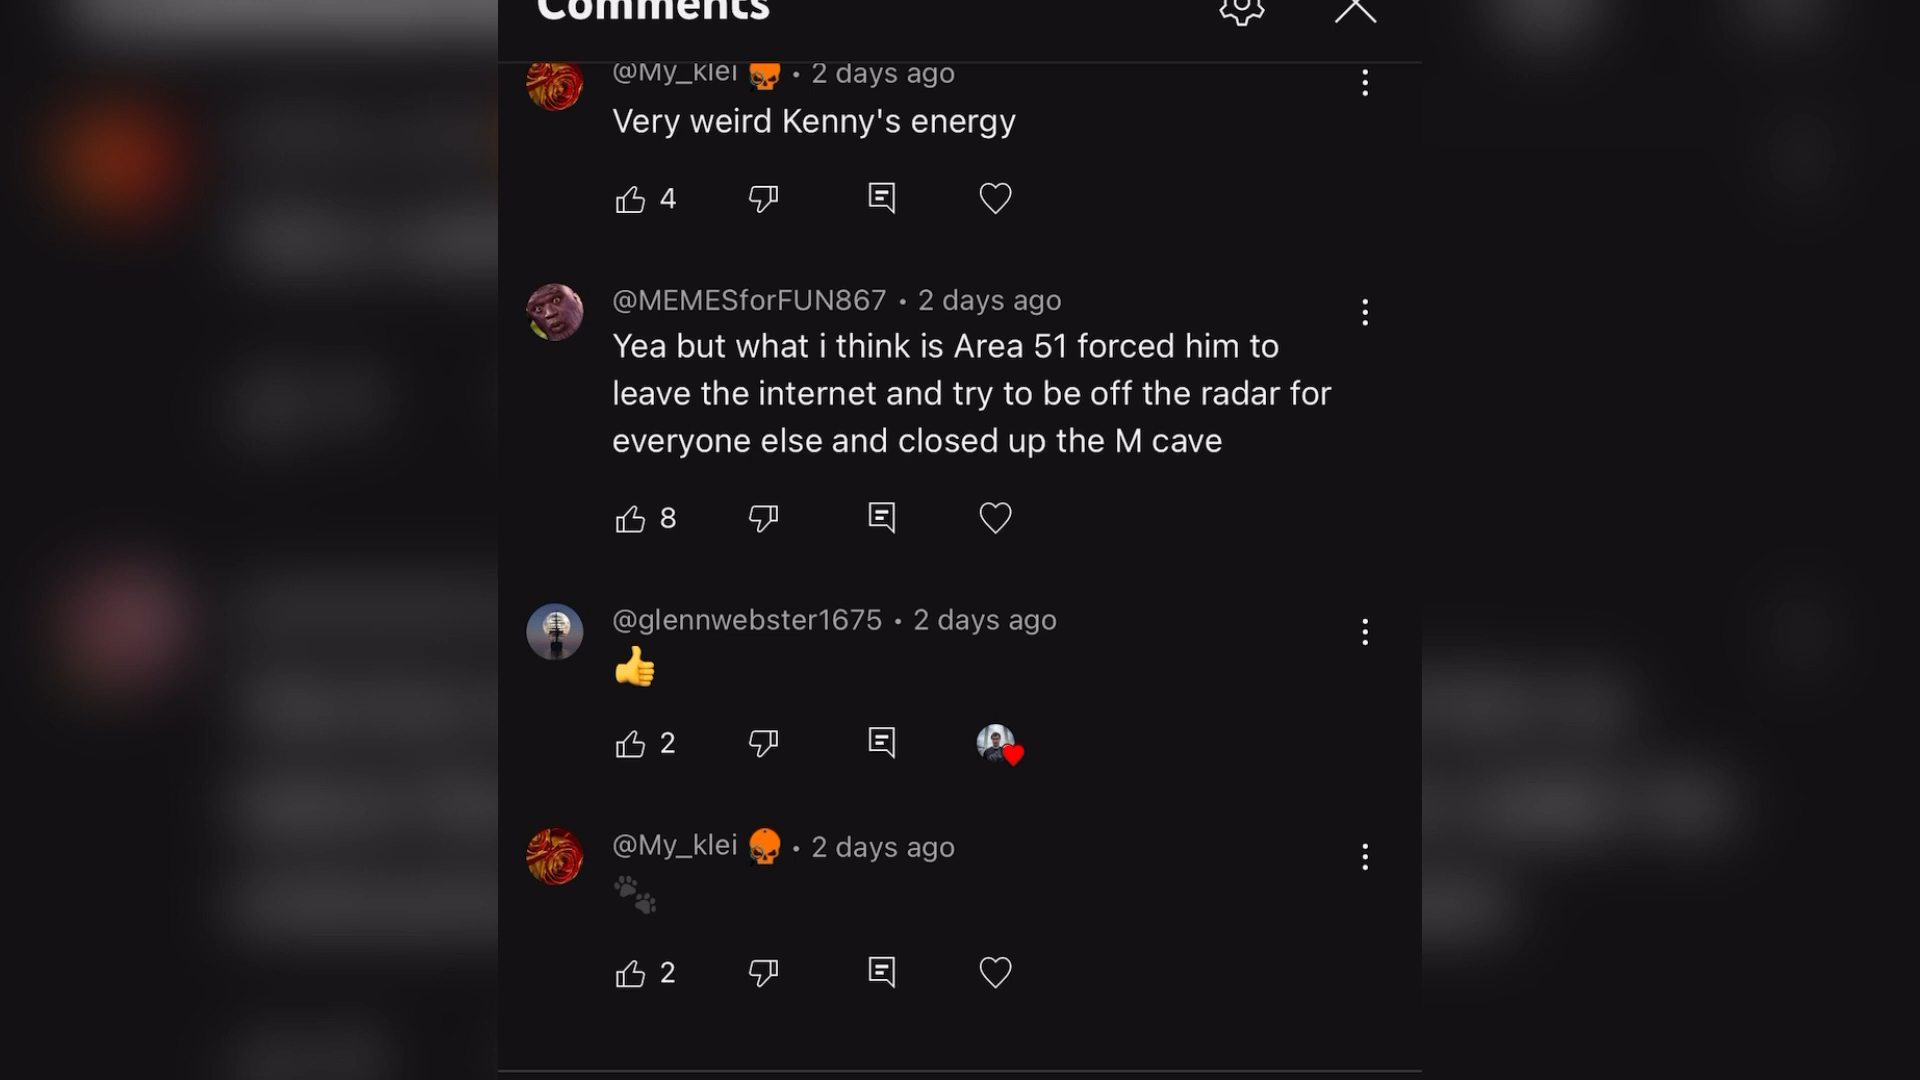 Comments
@My_klei • 2 days ago
Very weird Kenny's energy
4
@MEMESforFUN867 • 2 days ago
Yea but what i think is Area 51 forced him to
leave the internet and try to be off the radar for
everyone else and closed up the M cave
8
@glennwebster1675 • 2 days ago
👍
2
@My_klei • 2 days ago
🐾
2